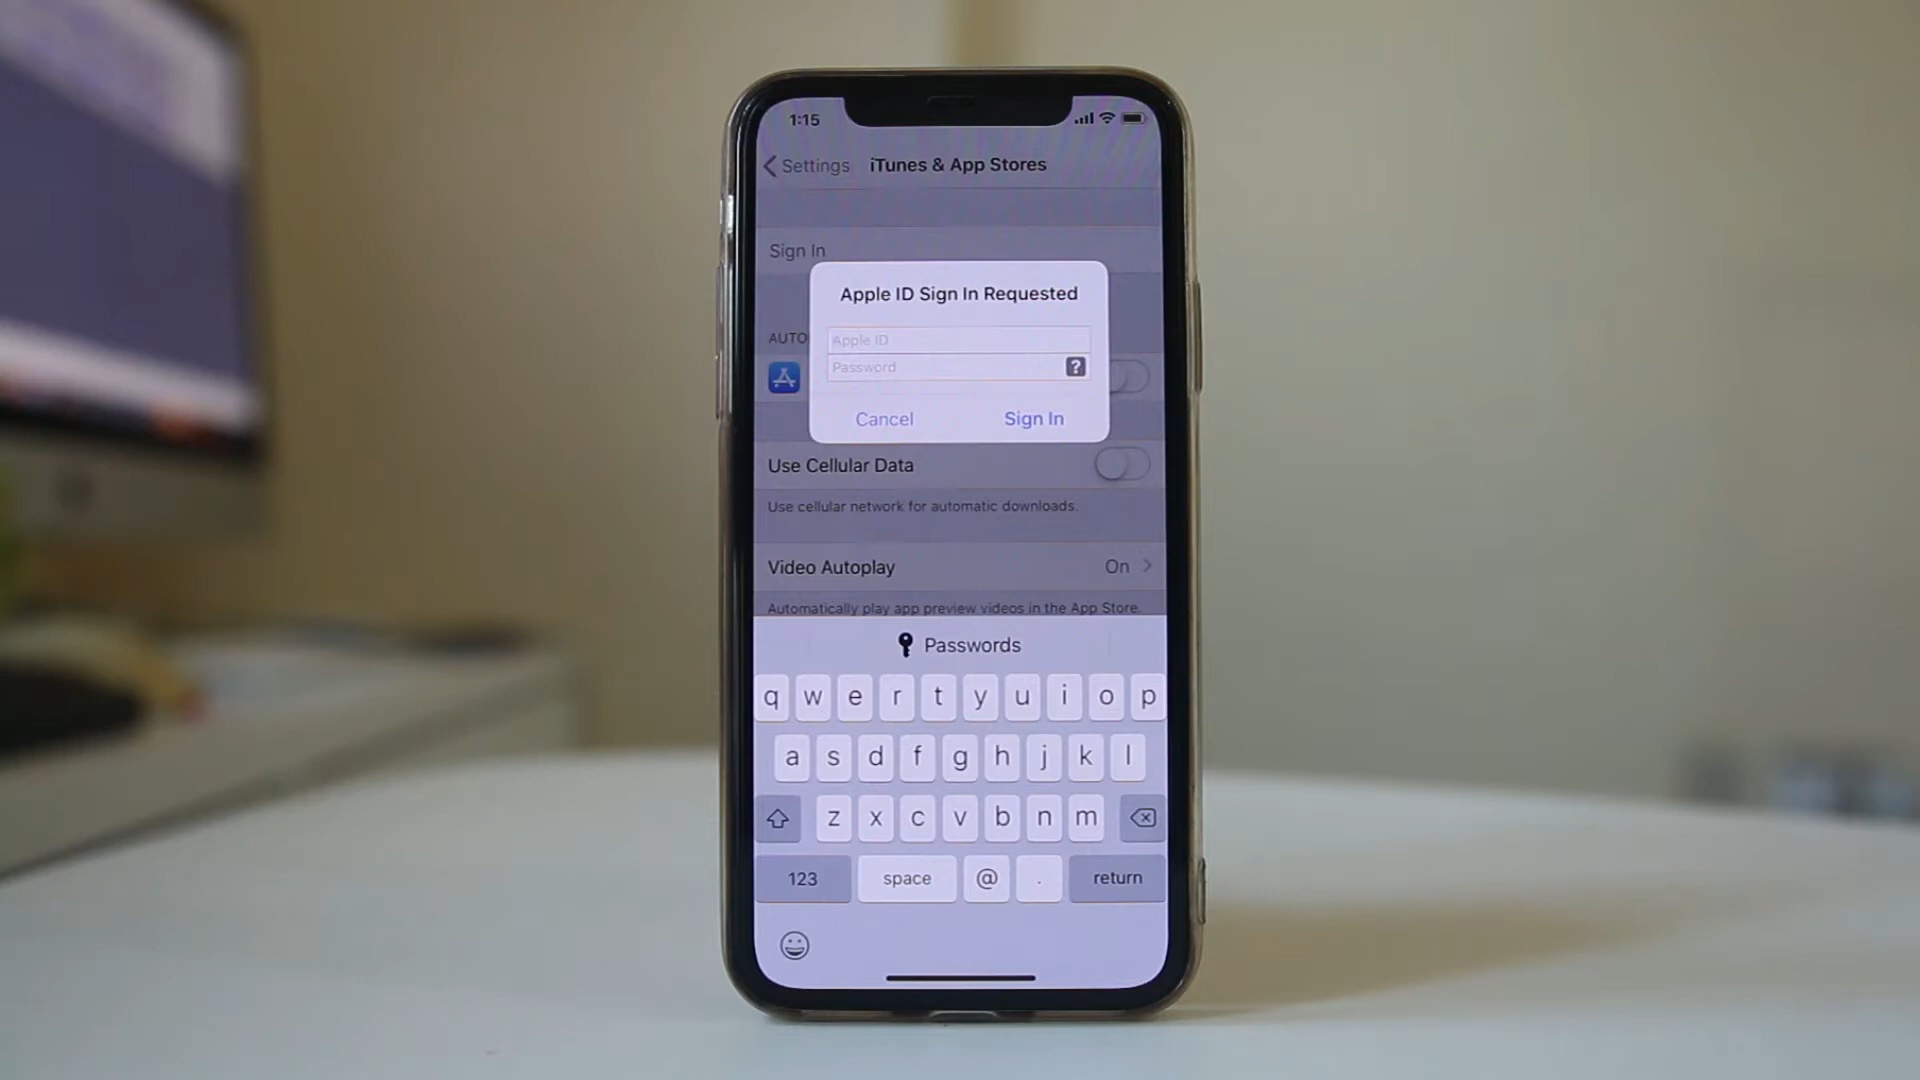 1:15
Settings
iTunes & App Stores
Sign In
Apple ID Sign In Requested
AUTO
Apple ID
Password
?
Cancel
Sign In
Use Cellular Data
Use cellular network for automatic downloads.
Video Autoplay
On
Automatically play app preview videos in the App Store.
Passwords
q w e r t y u i o p
a s d f g h j k l
z x c v b n m
123
space
@
.
return